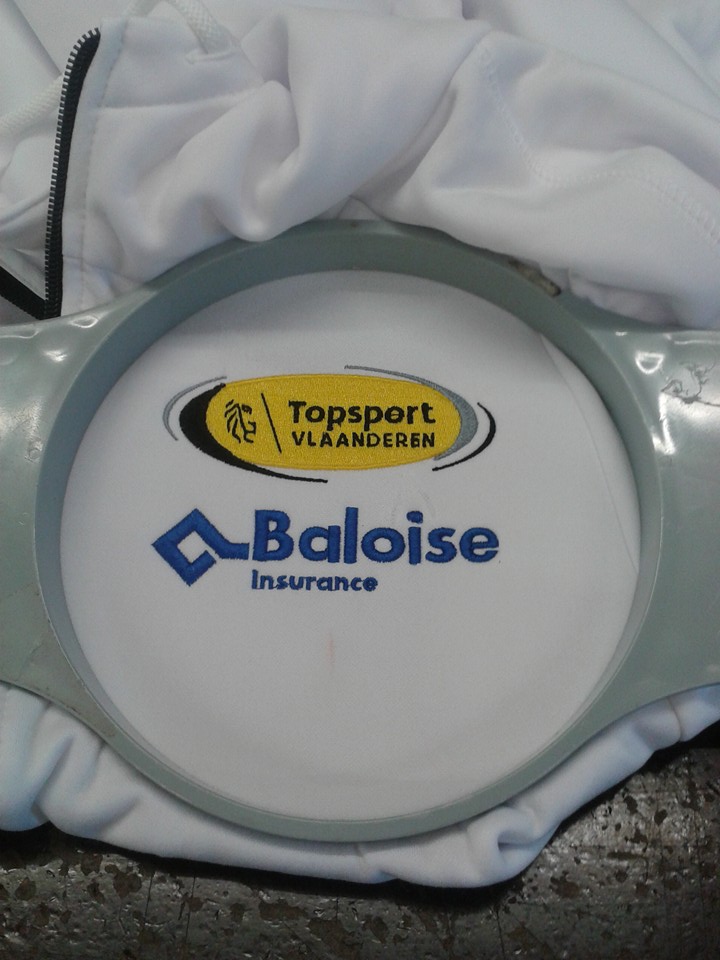 Topsport
VLAANDEREN
Baloise
Insurance